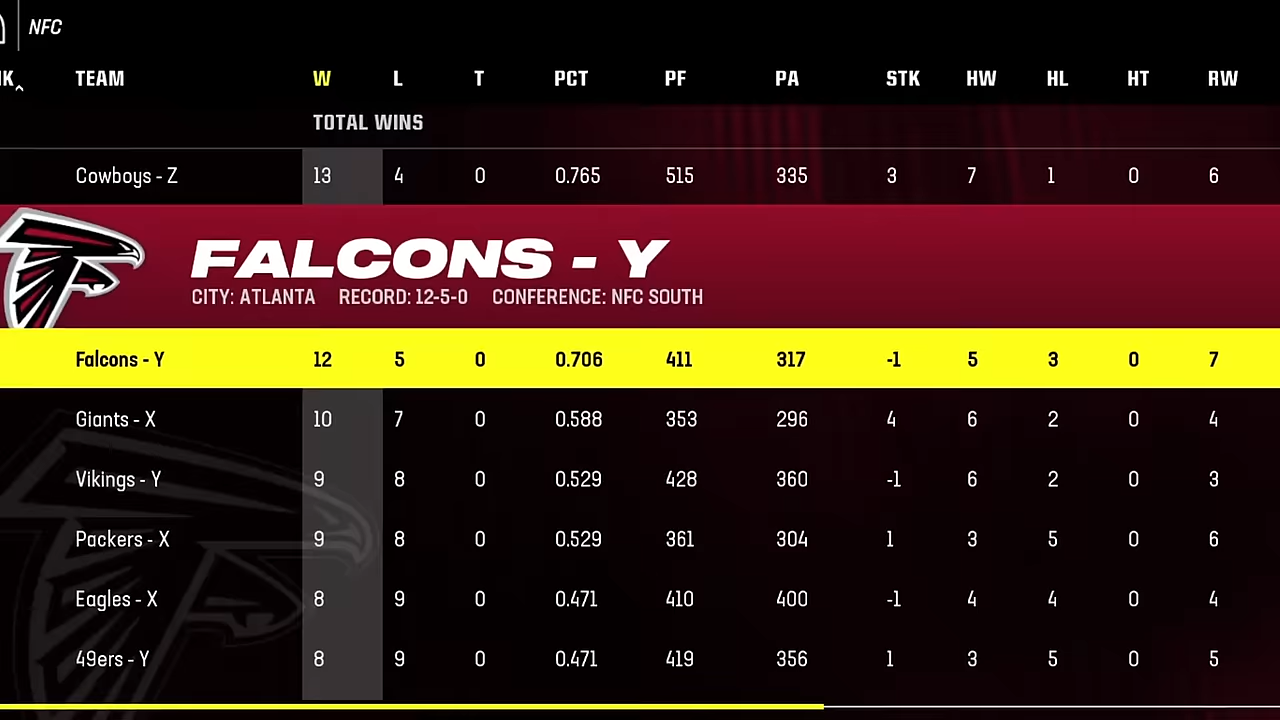 NFC
K TEAM W L T PCT PF PA STK HW HL HT RW
TOTAL WINS
Cowboys - Z 13 4 0 0.765 515 335 3 7 1 0 6
FALCONS - Y
CITY: ATLANTA RECORD: 12-5-0 CONFERENCE: NFC SOUTH
Falcons - Y 12 5 0 0.706 411 317 -1 5 3 0 7
Giants - X 10 7 0 0.588 353 296 4 6 2 0 4
Vikings - Y 9 8 0 0.529 428 360 -1 6 2 0 3
Packers - X 9 8 0 0.529 361 304 1 3 5 0 6
Eagles - X 8 9 0 0.471 410 400 -1 4 4 0 4
49ers - Y 8 9 0 0.471 419 356 1 3 5 0 5